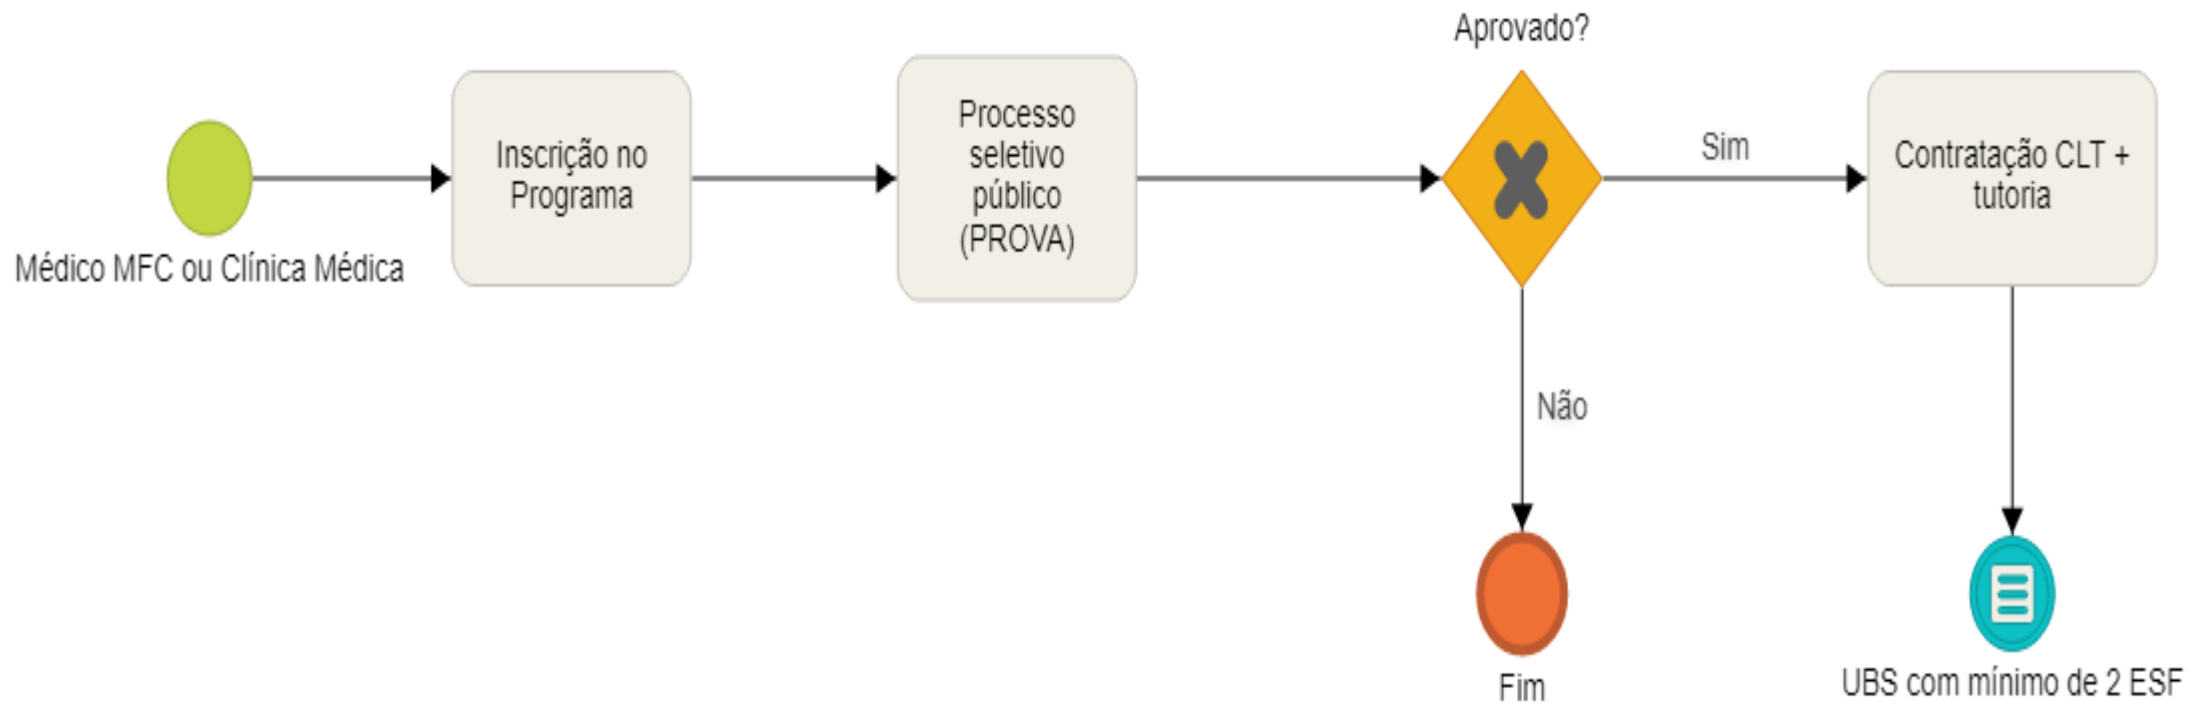 Médico MFC ou Clínica Médica
Inscrição no
Programa
Processo
seletivo
público
(PROVA)
Aprovado?
Sim
Contratação CLT +
tutoria
Não
Fim
UBS com mínimo de 2 ESF